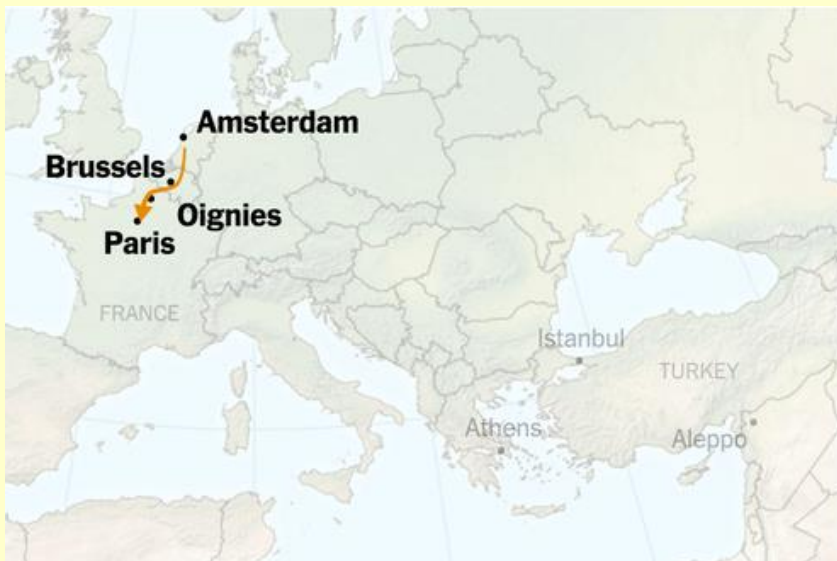 Amsterdam
Brussels
Oignies
Paris
FRANCE
Istanbul
TURKEY
Athens
Aleppo